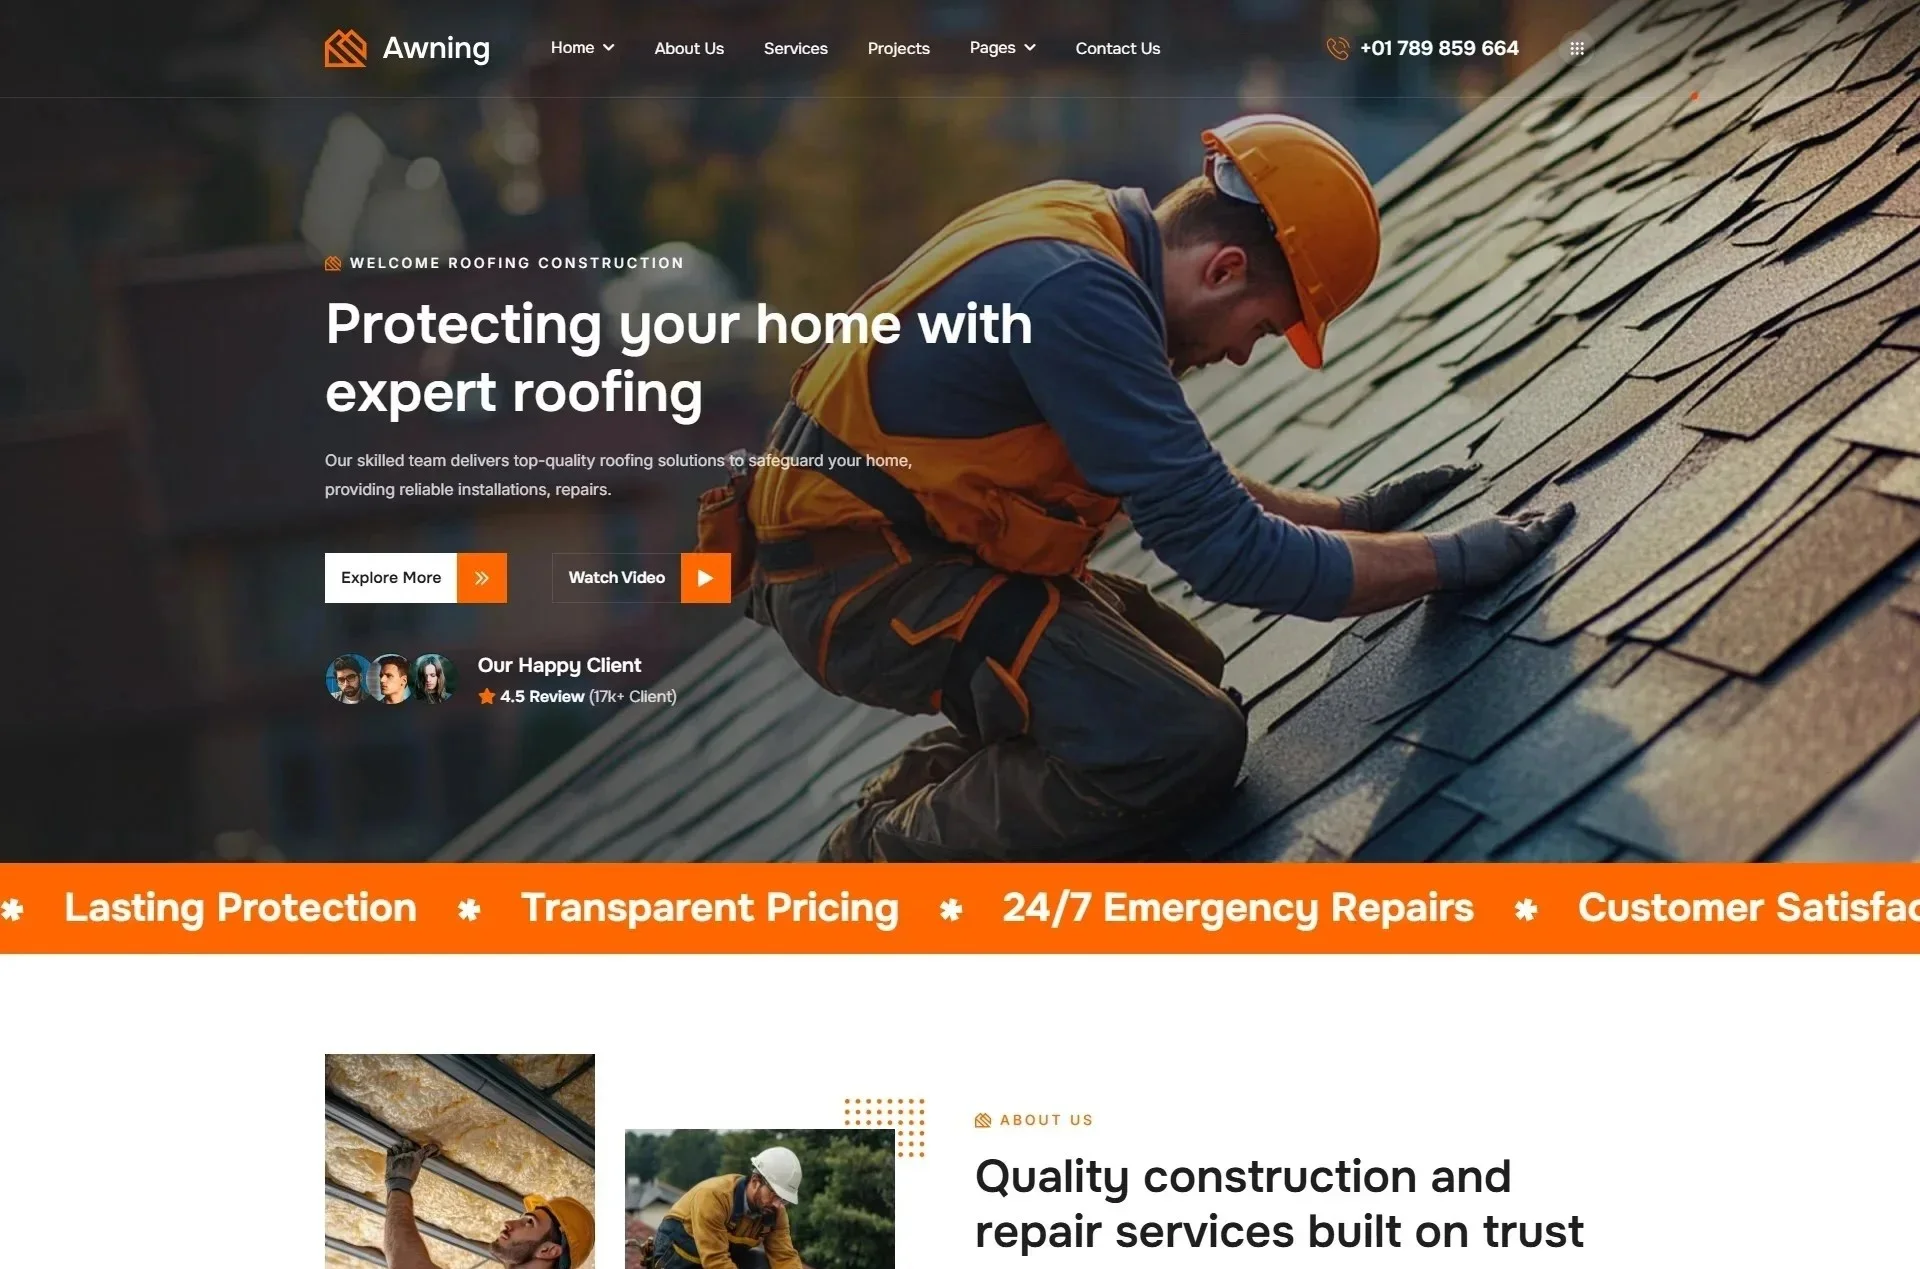 Awning
Home
About Us
Services
Projects
Pages
Contact Us
+01 789 859 664
WELCOME ROOFING CONSTRUCTION
Protecting your home with
expert roofing
Our skilled team delivers top-quality roofing solutions to safeguard your home,
providing reliable installations, repairs.
Explore More
Watch Video
Our Happy Client
4.5 Review (17k+ Client)
* Lasting Protection * Transparent Pricing * 24/7 Emergency Repairs * Customer Satisfac
ABOUT US
Quality construction and
repair services built on trust